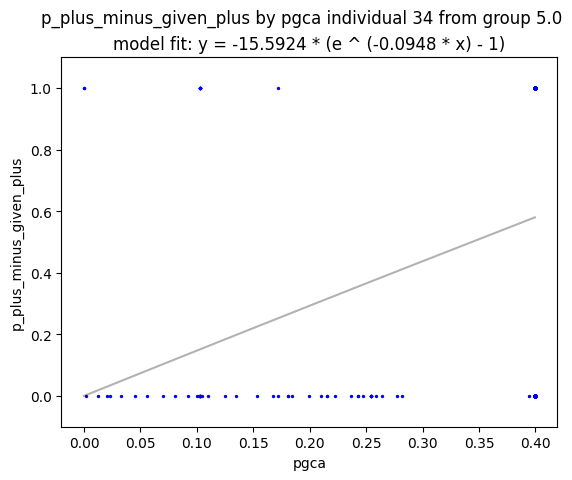 p_plus_minus_given_plus by pgca individual 34 from group 5.0
model fit: y = -15.5924 * (e ^ (-0.0948 * x) - 1)
1.0
0.8
0.6
0.4
0.2
0.0
p_plus_minus_given_plus
0.00 0.05 0.10 0.15 0.20 0.25 0.30 0.35 0.40
pgca